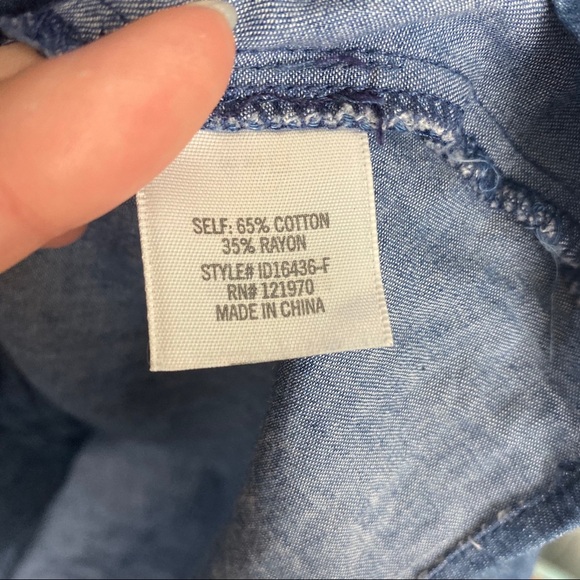 SELF: 65% COTTON
35% RAYON
STYLE# ID16436-F
RN# 121970
MADE IN CHINA